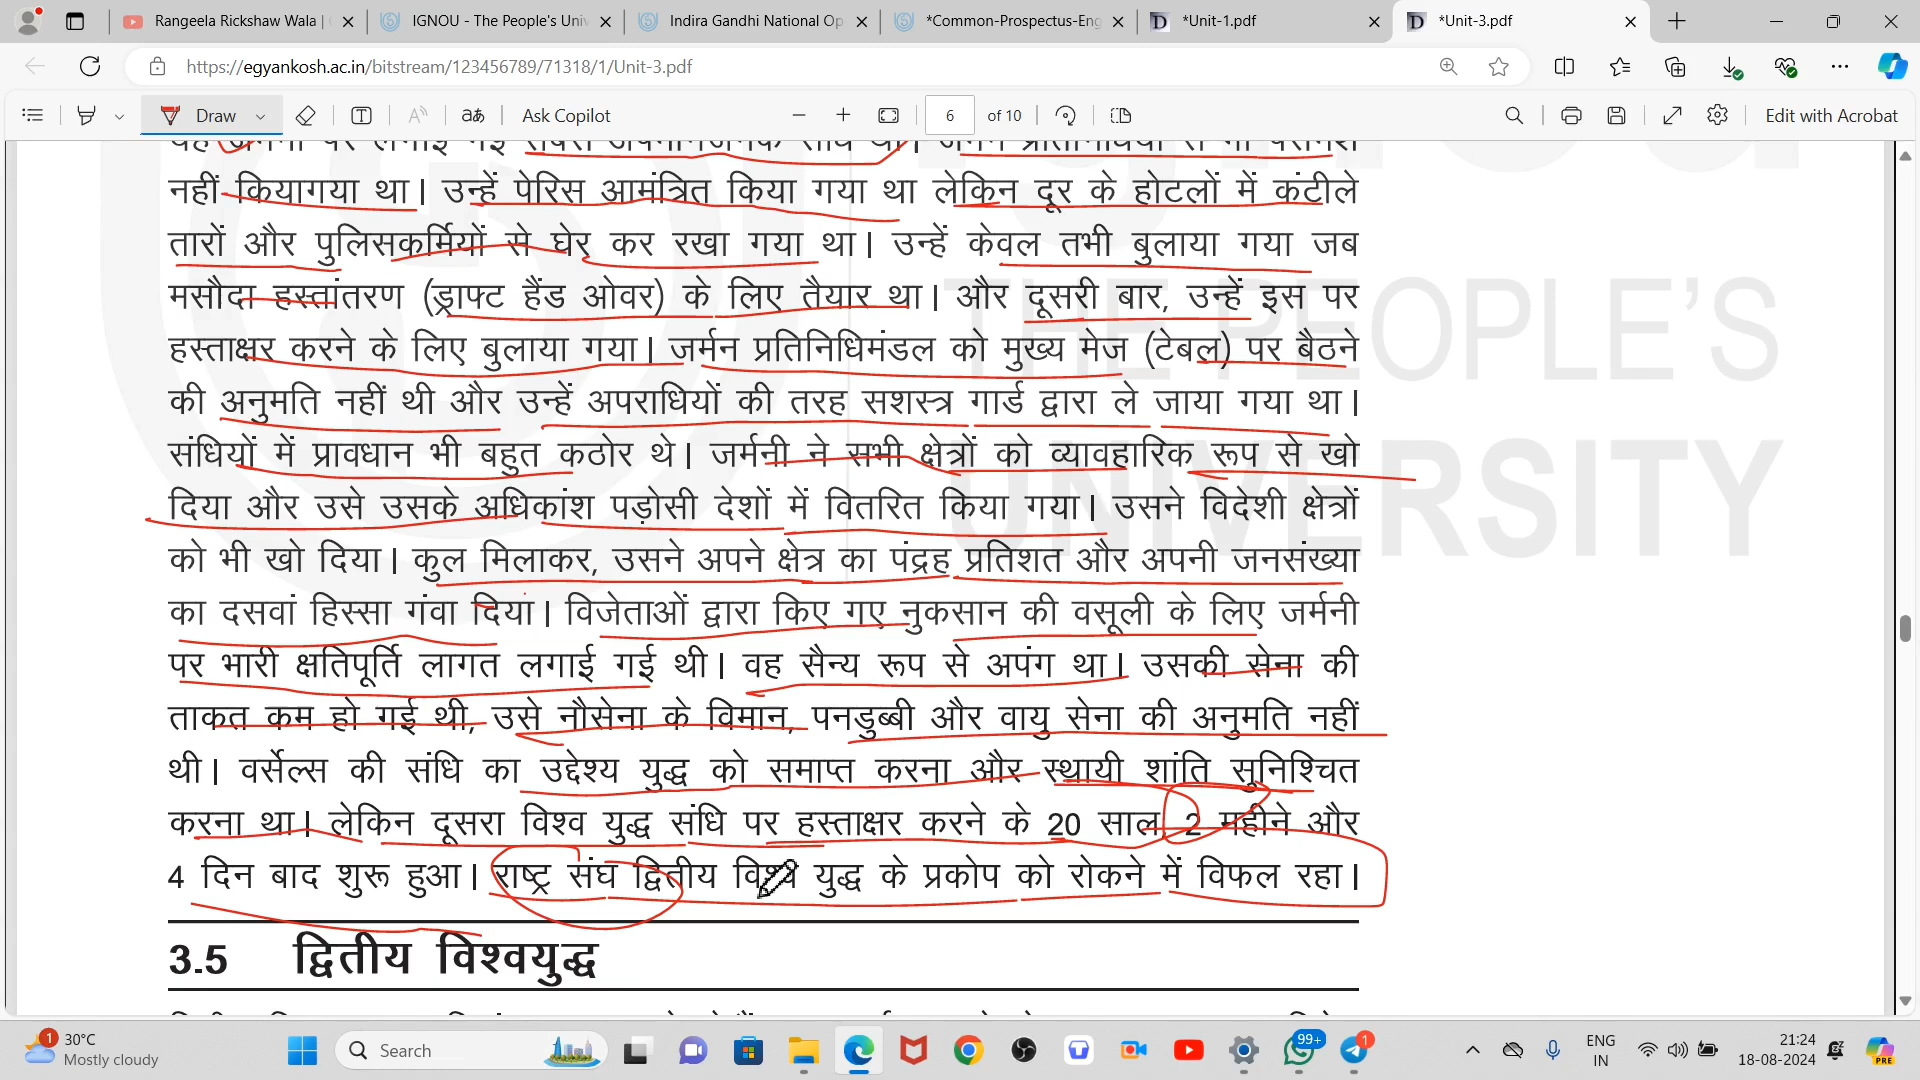 Rangeela Rickshaw Wala | (
IGNOU - The People's Univ
Indira Gandhi National Op
*Common-Prospectus-Eng
*Unit-1.pdf
*Unit-3.pdf
https://egyankosh.ac.in/bitstream/123456789/71318/1/Unit-3.pdf
Draw
Ask Copilot
6 of 10
Edit with Acrobat
नहीं कियागया था। उन्हें पेरिस आमंत्रित किया गया था लेकिन दूर के होटलों में कंटीले
तारों और पुलिसकर्मियों से घेर कर रखा गया था। उन्हें केवल तभी बुलाया गया जब
मसौदा हस्तांतरण (ड्राफ्ट हैंड ओवर) के लिए तैयार था। और दूसरी बार, उन्हें इस पर
हस्ताक्षर करने के लिए बुलाया गया। जर्मन प्रतिनिधिमंडल को मुख्य मेज (टेबल) पर बैठने
की अनुमति नहीं थी और उन्हें अपराधियों की तरह सशस्त्र गार्ड द्वारा ले जाया गया था।
संधियों में प्रावधान भी बहुत कठोर थे। जर्मनी ने सभी क्षेत्रों को व्यावहारिक रूप से खो
दिया और उसे उसके अधिकांश पड़ोसी देशों में वितरित किया गया। उसने विदेशी क्षेत्रों
को भी खो दिया। कुल मिलाकर, उसने अपने क्षेत्र का पंद्रह प्रतिशत और अपनी जनसंख्या
का दसवां हिस्सा गंवा दिया। विजेताओं द्वारा किए गए नुकसान की वसूली के लिए जर्मनी
पर भारी क्षतिपूर्ति लागत लगाई गई थी। वह सैन्य रूप से अपंग था। उसकी सेना की
ताकत कम हो गई थी, उसे नौसेना के विमान, पनडुब्बी और वायु सेना की अनुमति नहीं
थी। वर्सेल्स की संधि का उद्देश्य युद्ध को समाप्त करना और स्थायी शांति सुनिश्चित
करना था। लेकिन दूसरा विश्व युद्ध संधि पर हस्ताक्षर करने के 20 साल 2 महीने और
4 दिन बाद शुरू हुआ। राष्ट्र संघ द्वितीय विश्व युद्ध के प्रकोप को रोकने में विफल रहा।
3.5 द्वितीय विश्वयुद्ध
THE PEOPLE'S
UNIVERSITY
1
30°C
Mostly cloudy
Search
99+
1
ENG
IN
21:24
18-08-2024
PRE